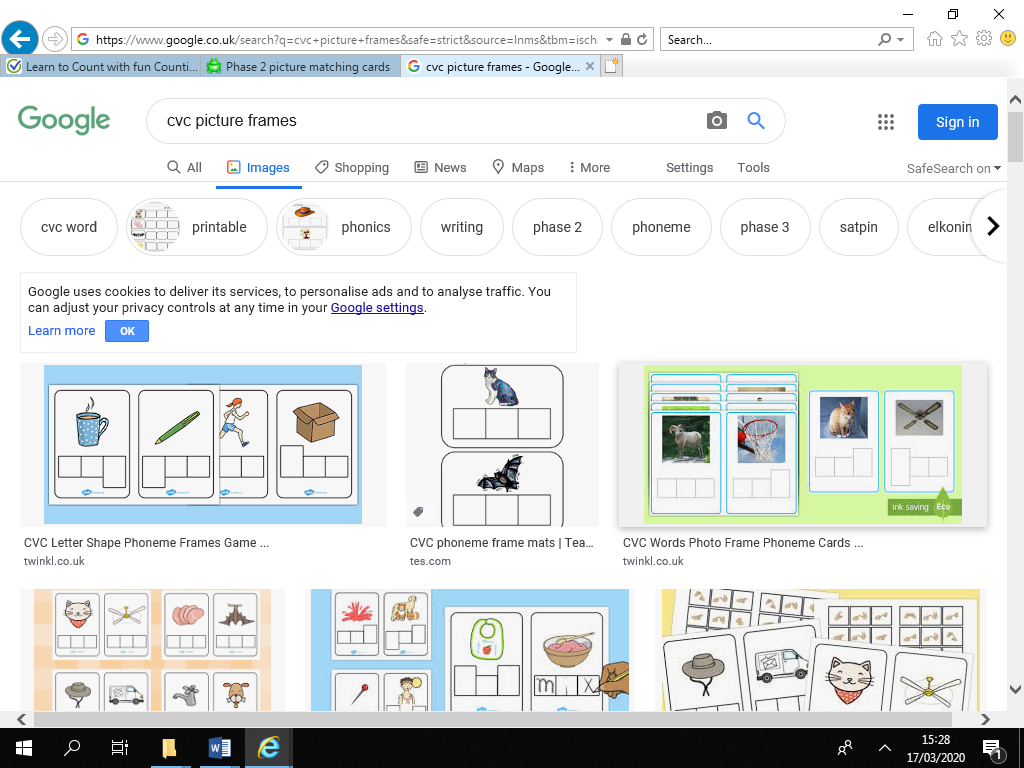 https://www.google.co.uk/search?q=cvc+picture+frames&safe=strict&source=lnms&tbm=isch
Search...
Learn to Count with fun Counti...
Phase 2 picture matching cards
cvc picture frames - Google...
Google
cvc picture frames
Sign in
All
Images
Shopping
News
Maps
More
Settings
Tools
SafeSearch on
cvc word
printable
phonics
writing
phase 2
phoneme
phase 3
satpin
elkonin
Google uses cookies to deliver its services, to personalise ads and to analyse traffic. You
can adjust your privacy controls at any time in your Google settings.
Learn more
OK
Ink saving Eco
CVC Letter Shape Phoneme Frames Game ...
twinkl.co.uk
CVC phoneme frame mats | Tea...
tes.com
CVC Words Photo Frame Phoneme Cards ...
twinkl.co.uk
m i x
15:28
17/03/2020
1